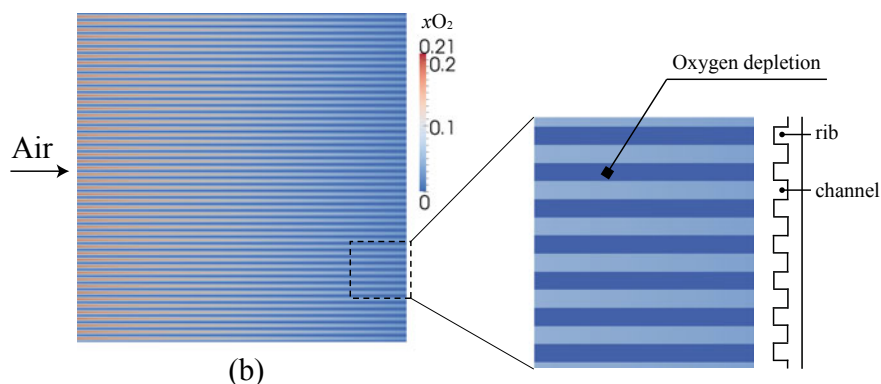 xO₂
0.21
0.2
0.1
0
Air
(b)
Oxygen depletion
rib
channel